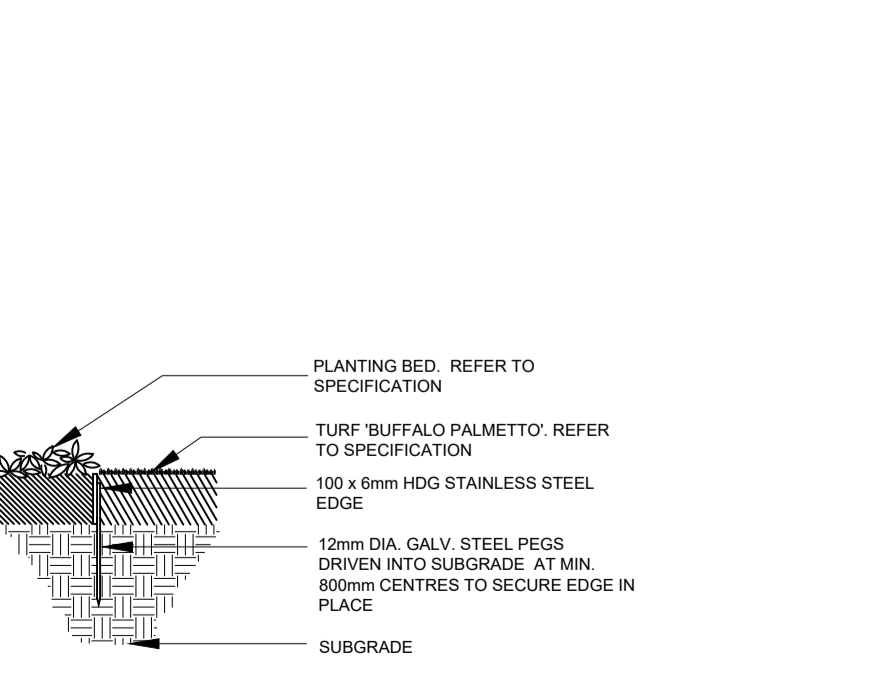 PLANTING BED.  REFER TO
SPECIFICATION
TURF 'BUFFALO PALMETTO'. REFER
TO SPECIFICATION
100 x 6mm HDG STAINLESS STEEL
EDGE
12mm DIA. GALV. STEEL PEGS
DRIVEN INTO SUBGRADE  AT MIN.
800mm CENTRES TO SECURE EDGE IN
PLACE
SUBGRADE